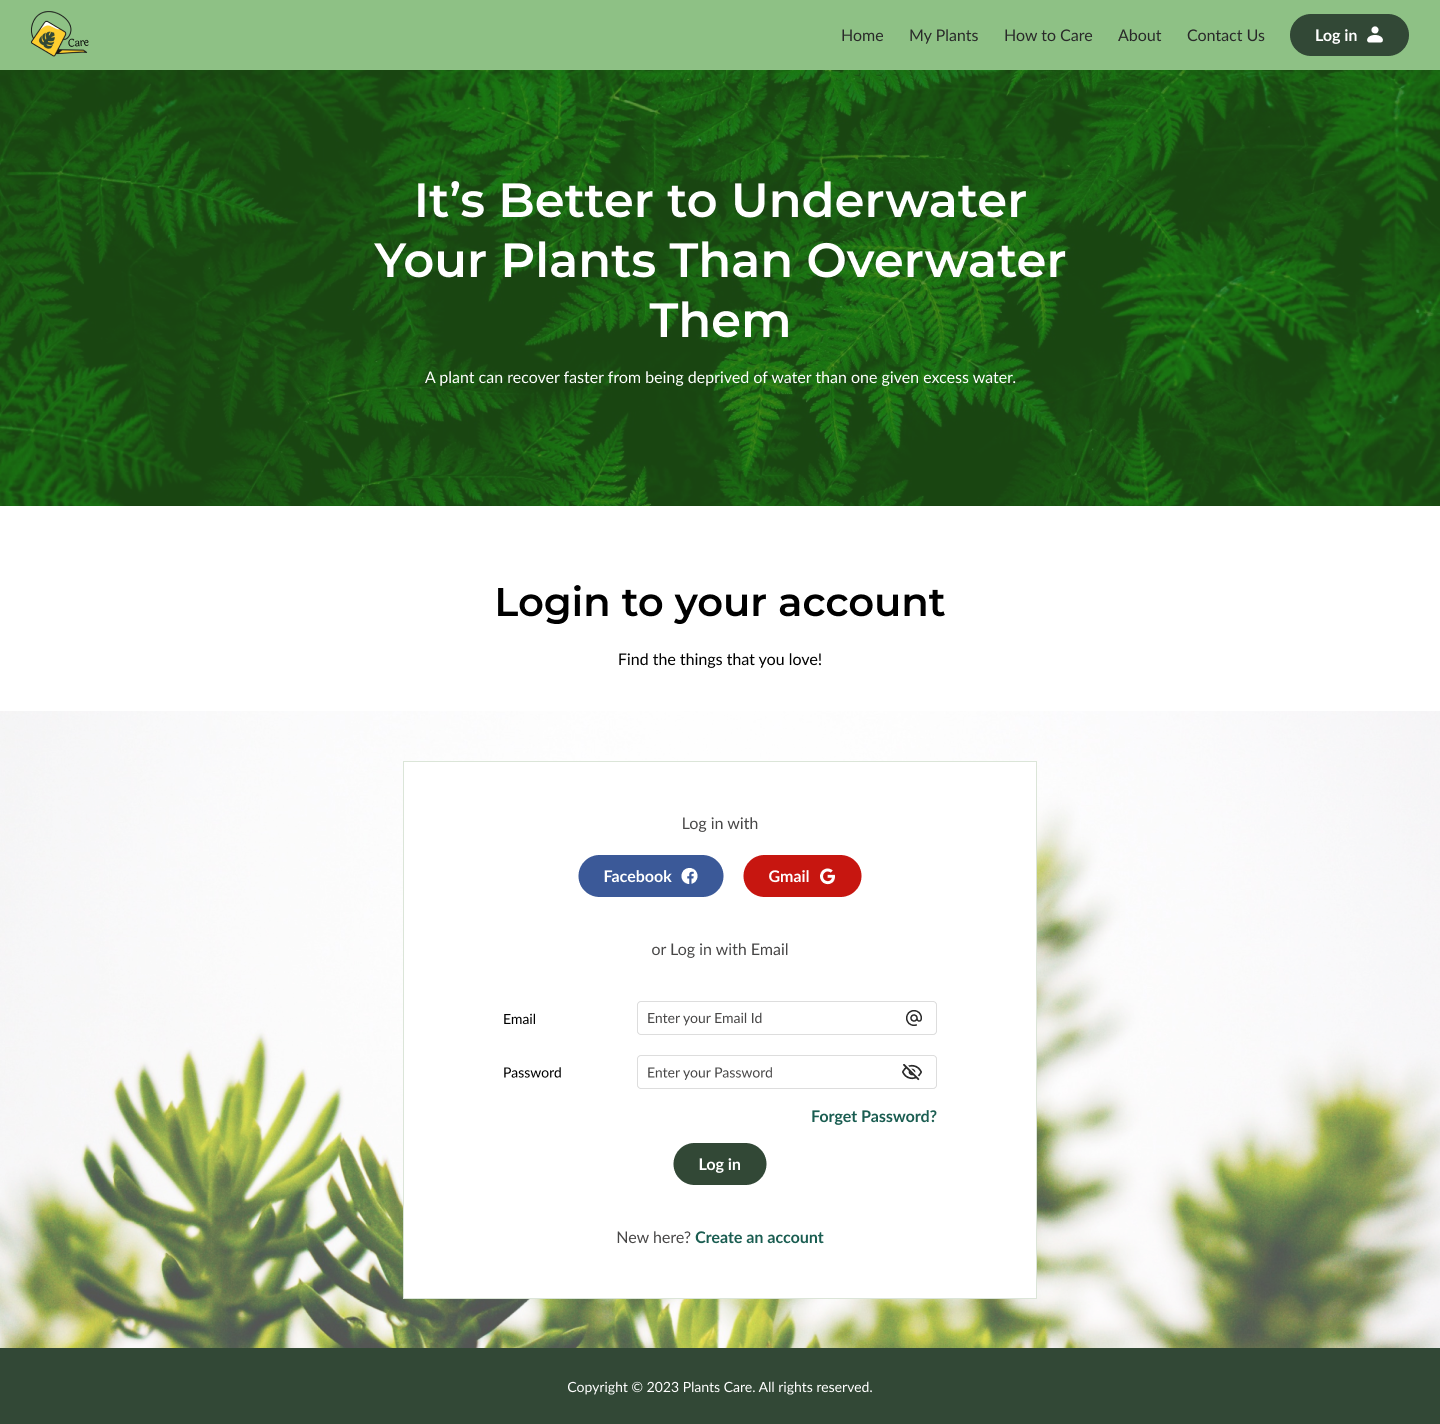 Care
Home My Plants How to Care About Contact Us Log in
It’s Better to Underwater
Your Plants Than Overwater
Them
A plant can recover faster from being deprived of water than one given excess water.
Login to your account
Find the things that you love!
Log in with
Facebook Gmail
or Log in with Email
Email Enter your Email Id
Password Enter your Password
Forget Password?
Log in
New here? Create an account
Copyright © 2023 Plants Care. All rights reserved.